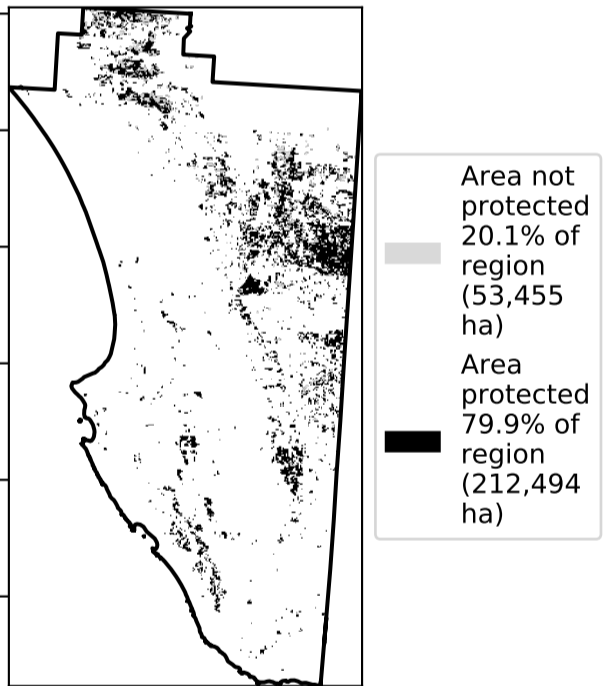 Area not
protected
20.1% of
region
(53,455
ha)
Area
protected
79.9% of
region
(212,494
ha)